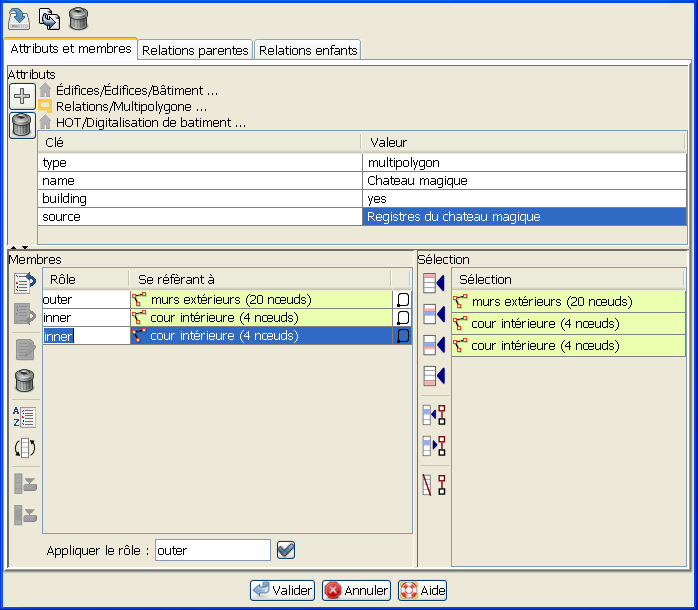 Attributs et membres
Relations parentes
Relations enfants
Attributs
Édifices/Édifices/Bâtiment ...
Relations/Multipolygone ...
HOT/Digitalisation de batiment ...
Clé Valeur
type multipolygon
name Chateau magique
building yes
source Registres du chateau magique
Membres
Rôle Se référant à
outer murs extérieurs (20 nœuds)
inner cour intérieure (4 nœuds)
inner cour intérieure (4 nœuds)
Appliquer le rôle : outer
Sélection
Sélection
murs extérieurs (20 nœuds)
cour intérieure (4 nœuds)
cour intérieure (4 nœuds)
A
Z
Valider
Annuler
Aide